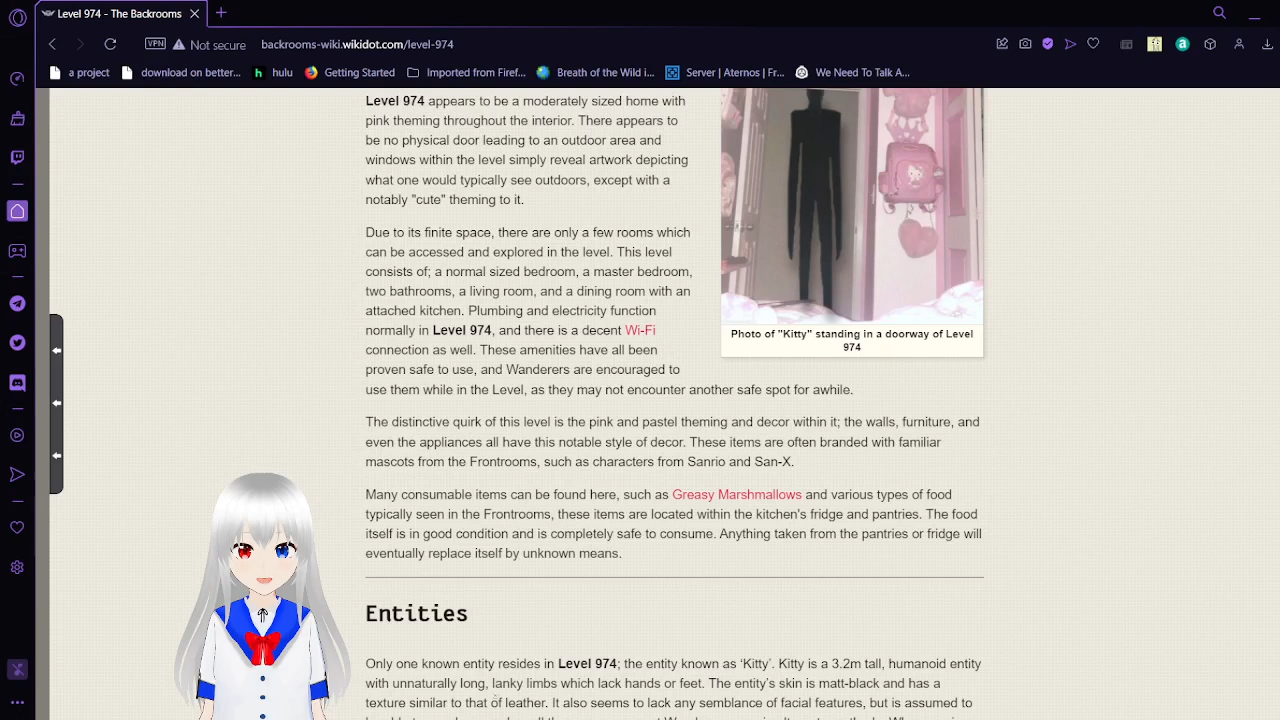 Level 974 - The Backrooms
VPN
Not secure
backrooms-wiki.wikidot.com/level-974
a project
download on better...
hulu
Getting Started
Imported from Firef...
Breath of the Wild i...
Server | Aternos | Fr...
We Need To Talk A...
Level 974 appears to be a moderately sized home with
pink theming throughout the interior. There appears to
be no physical door leading to an outdoor area and
windows within the level simply reveal artwork depicting
what one would typically see outdoors, except with a
notably "cute" theming to it.
Due to its finite space, there are only a few rooms which
can be accessed and explored in the level. This level
consists of; a normal sized bedroom, a master bedroom,
two bathrooms, a living room, and a dining room with an
attached kitchen. Plumbing and electricity function
normally in Level 974, and there is a decent Wi-Fi
connection as well. These amenities have all been
proven safe to use, and Wanderers are encouraged to
use them while in the Level, as they may not encounter another safe spot for awhile.
Photo of "Kitty" standing in a doorway of Level
974
The distinctive quirk of this level is the pink and pastel theming and decor within it; the walls, furniture, and
even the appliances all have this notable style of decor. These items are often branded with familiar
mascots from the Frontrooms, such as characters from Sanrio and San-X.
Many consumable items can be found here, such as Greasy Marshmallows and various types of food
typically seen in the Frontrooms, these items are located within the kitchen's fridge and pantries. The food
itself is in good condition and is completely safe to consume. Anything taken from the pantries or fridge will
eventually replace itself by unknown means.
Entities
Only one known entity resides in Level 974; the entity known as ‘Kitty’. Kitty is a 3.2m tall, humanoid entity
with unnaturally long, lanky limbs which lack hands or feet. The entity’s skin is matt-black and has a
texture similar to that of leather. It also seems to lack any semblance of facial features, but is assumed to